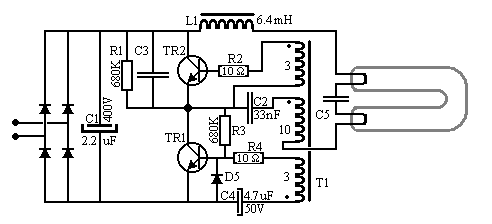 L1
6.4mH
R1
C3
TR2
R2
10 Ω
3
680K
C1
400V
C2
33nF
10
C5
2.2 uF
TR1
680K
R3
R4
10 Ω
D5
3
T1
C4
4.7uF
50V